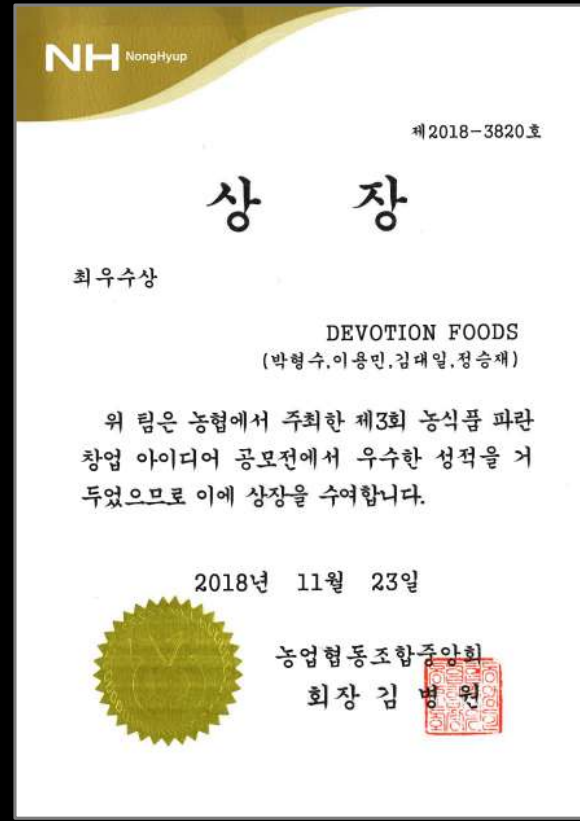 NH NongHyup
제2018-3820호
상 장
최우수상
DEVOTION FOODS
(박형수,이용민,김대일,정승재)
위 팀은 농협에서 주최한 제3회 농식품 파란
창업 아이디어 공모전에서 우수한 성적을 거
두었으므로 이에 상장을 수여합니다.
2018년 11월 23일
농업협동조합중앙회
회장 김 병 원